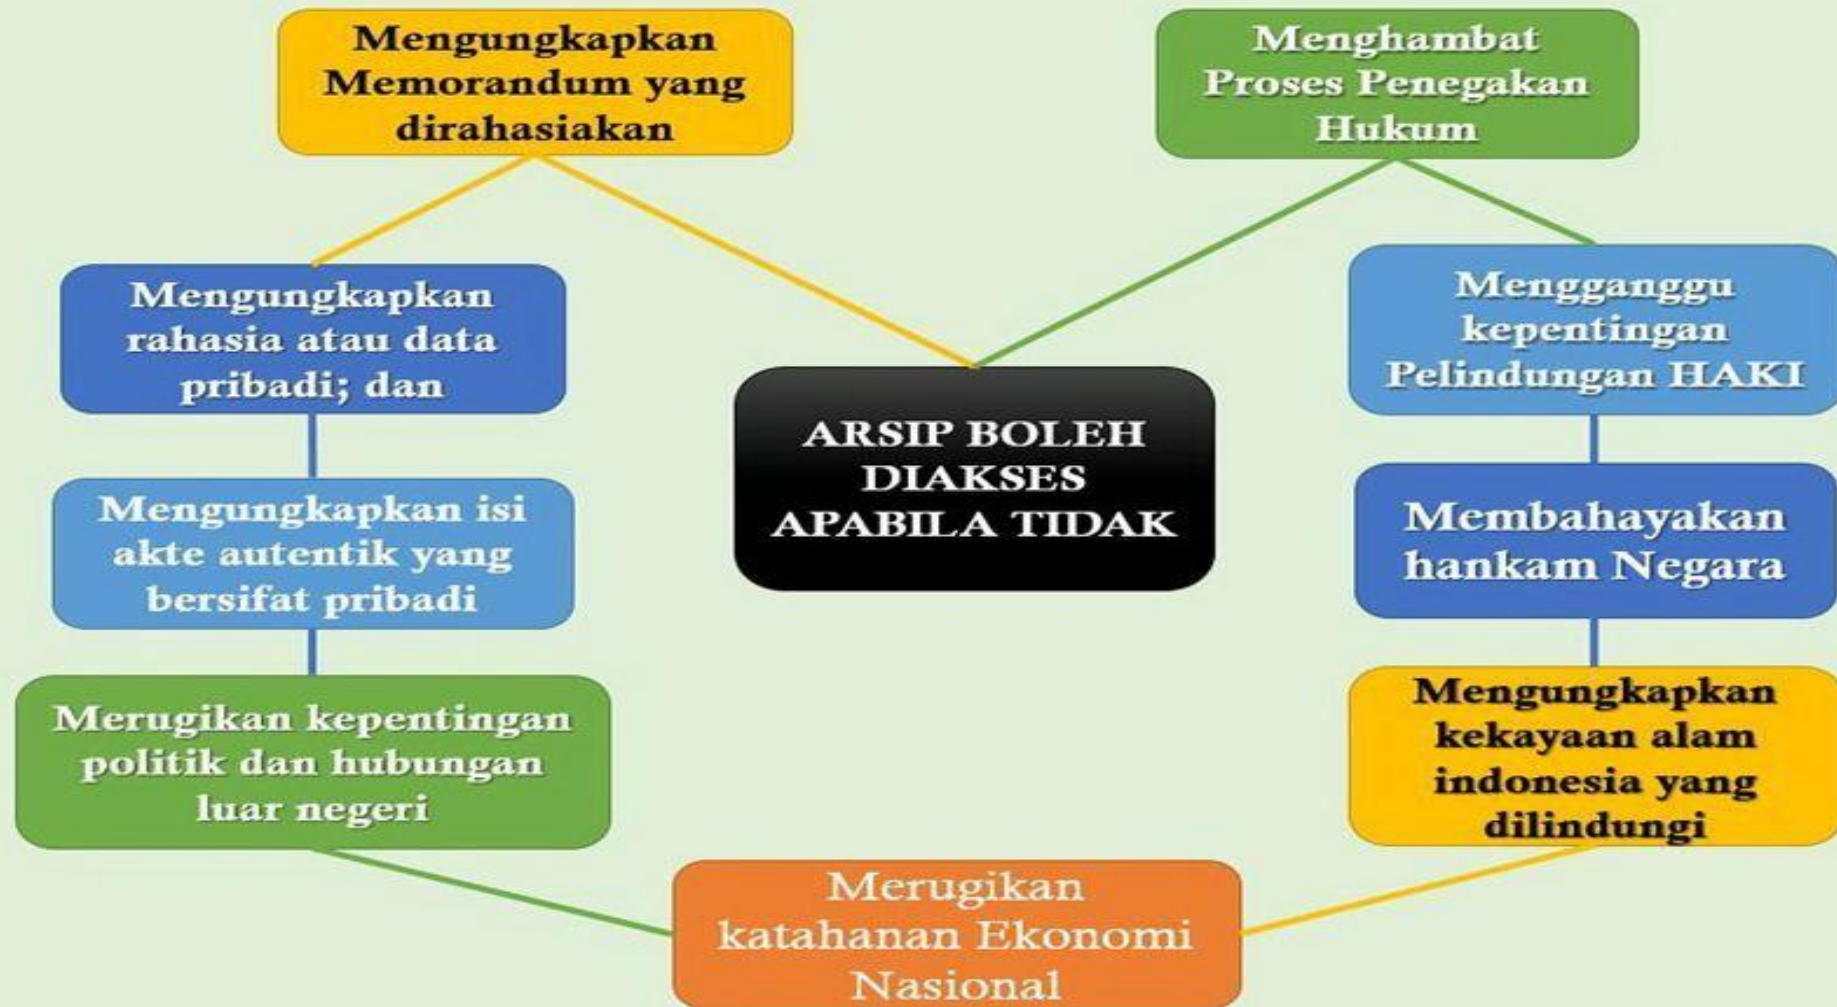 Mengungkapkan
Memorandum yang
dirahasiakan
Menghambat
Proses Penegakan
Hukum
Mengungkapkan
rahasia atau data
pribadi; dan
Mengganggu
kepentingan
Pelindungan HAKI
ARSIP BOLEH
DIAKSES
APABILA TIDAK
Mengungkapkan isi
akte autentik yang
bersifat pribadi
Membahayakan
hankam Negara
Merugikan kepentingan
politik dan hubungan
luar negeri
Mengungkapkan
kekayaan alam
indonesia yang
dilindungi
Merugikan
katahanan Ekonomi
Nasional